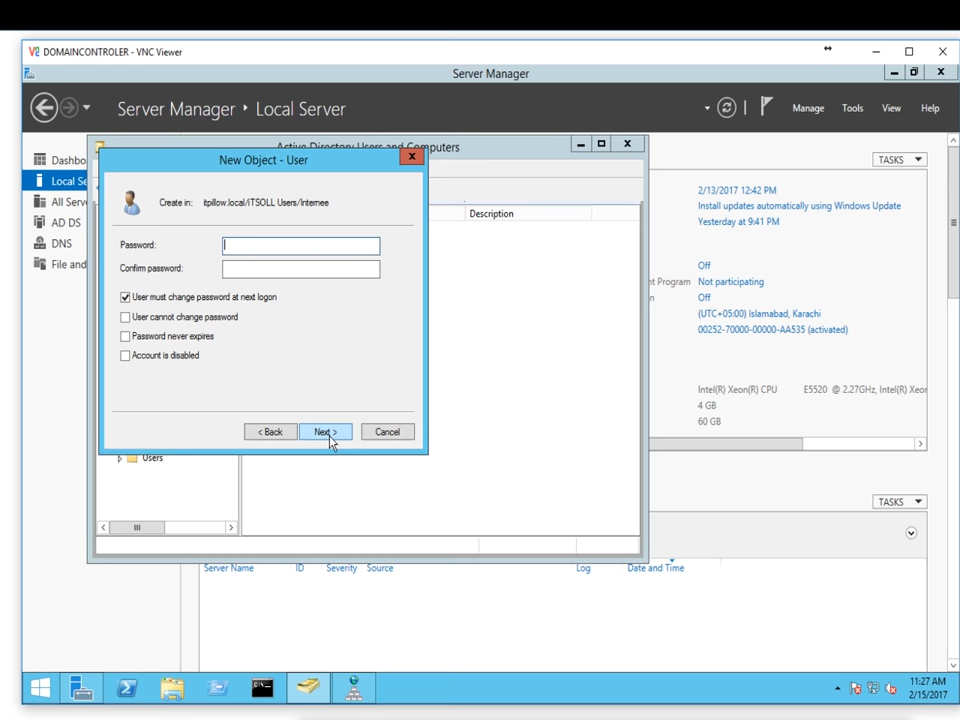 DOMAINCONTROLER - VNC Viewer
Server Manager
Server Manager • Local Server
Manage Tools View Help
Active Directory Users and Computers
New Object - User
Create in: itpillow.local/iTSOLL Users/Internee
Password:
Confirm password:
User must change password at next logon
User cannot change password
Password never expires
Account is disabled
< Back
Next >
Cancel
Users
Description
Dashbo
Local Se
All Serv
AD DS
DNS
File and
TASKS
2/13/2017 12:42 PM
Install updates automatically using Windows Update
Yesterday at 9:41 PM
Off
nt Program Not participating
n Off
(UTC+05:00) Islamabad, Karachi
00252-70000-00000-AA535 (activated)
Intel(R) Xeon(R) CPU E5520 @ 2.27GHz, Intel(R) Xeor
4 GB
60 GB
TASKS
Server Name ID Severity Source Log Date and Time
11:27 AM
2/15/2017